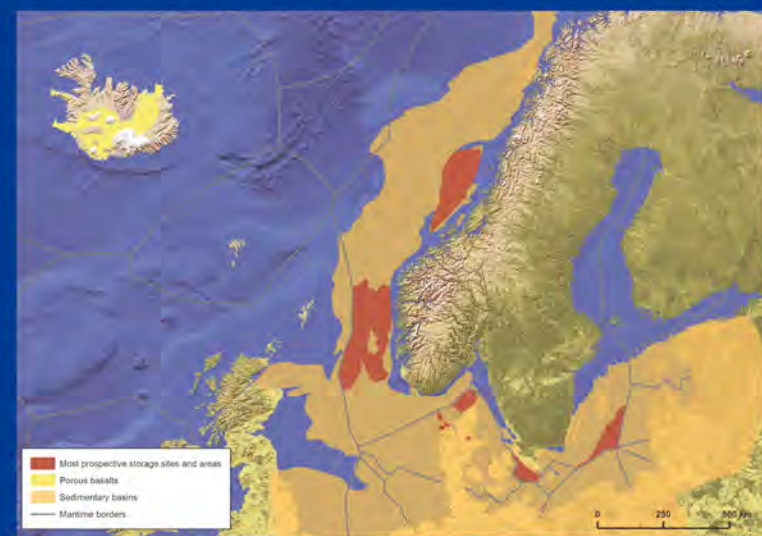 Most prospective storage sites and areas
Porous basalts
Sedimentary basins
Maritime borders
0 250 500 km